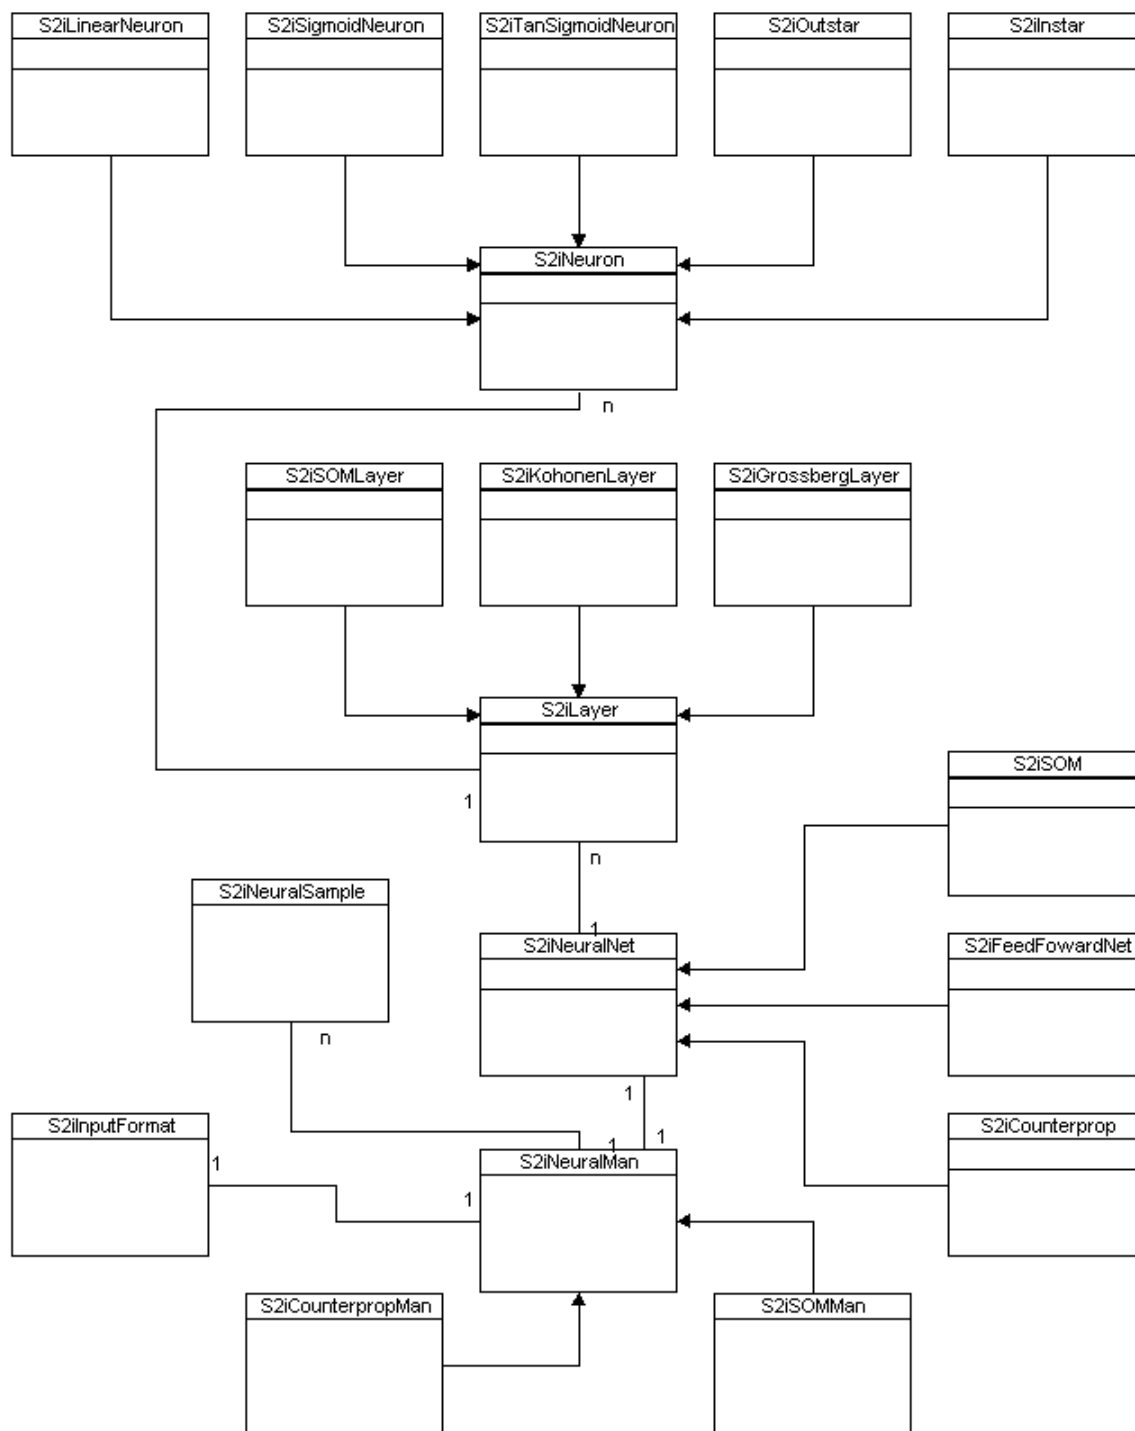 S2iLinearNeuron
S2iSigmoidNeuron
S2iTanSigmoidNeuron
S2iOutstar
S2iInstar
S2iNeuron
n
S2iSOMLayer
S2iKohonenLayer
S2iGrossbergLayer
S2iLayer
1
n
S2iSOM
S2iNeuralSample
n
1
S2iNeuralNet
S2iFeedFowardNet
1
1
1
S2iInputFormat
1
S2iNeuralMan
1
S2iCounterprop
S2iCounterpropMan
S2iSOMMan